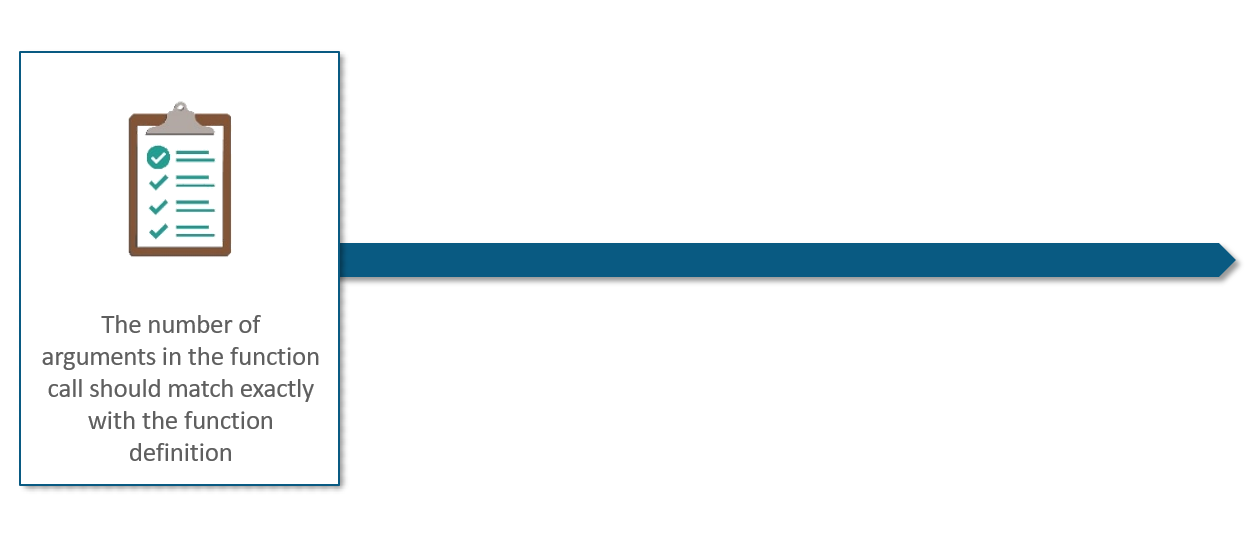 The number of
arguments in the function
call should match exactly
with the function
definition